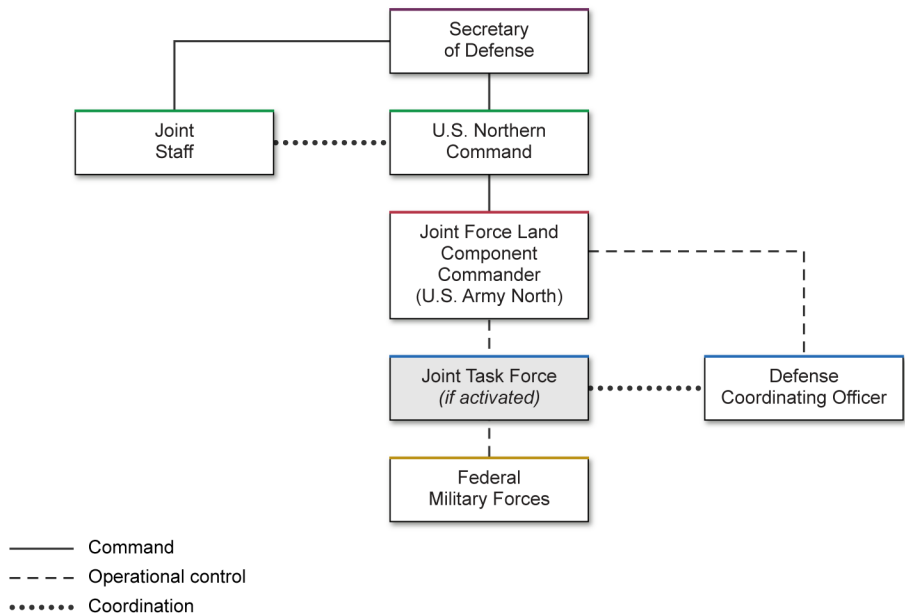 Secretary
of Defense
Joint
Staff
U.S. Northern
Command
Joint Force Land
Component
Commander
(U.S. Army North)
Joint Task Force
(if activated)
Defense
Coordinating Officer
Federal
Military Forces
Command
Operational control
Coordination